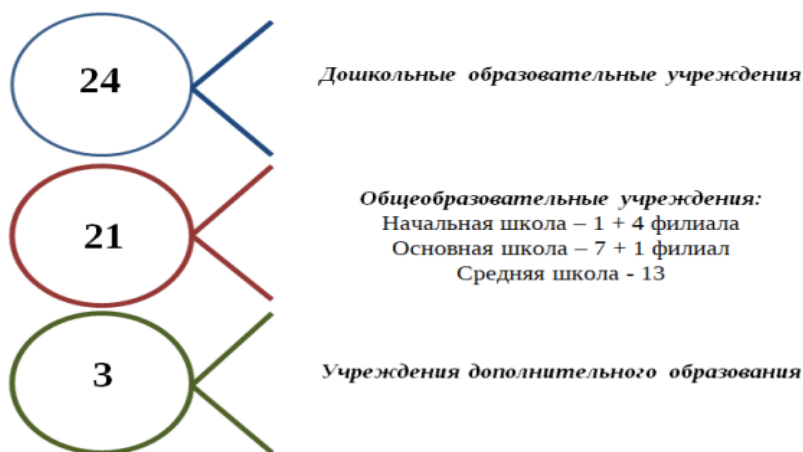 24
Дошкольные образовательные учреждения
21
Общеобразовательные учреждения:
Начальная школа – 1 + 4 филиала
Основная школа – 7 + 1 филиал
Средняя школа - 13
3
Учреждения дополнительного образования